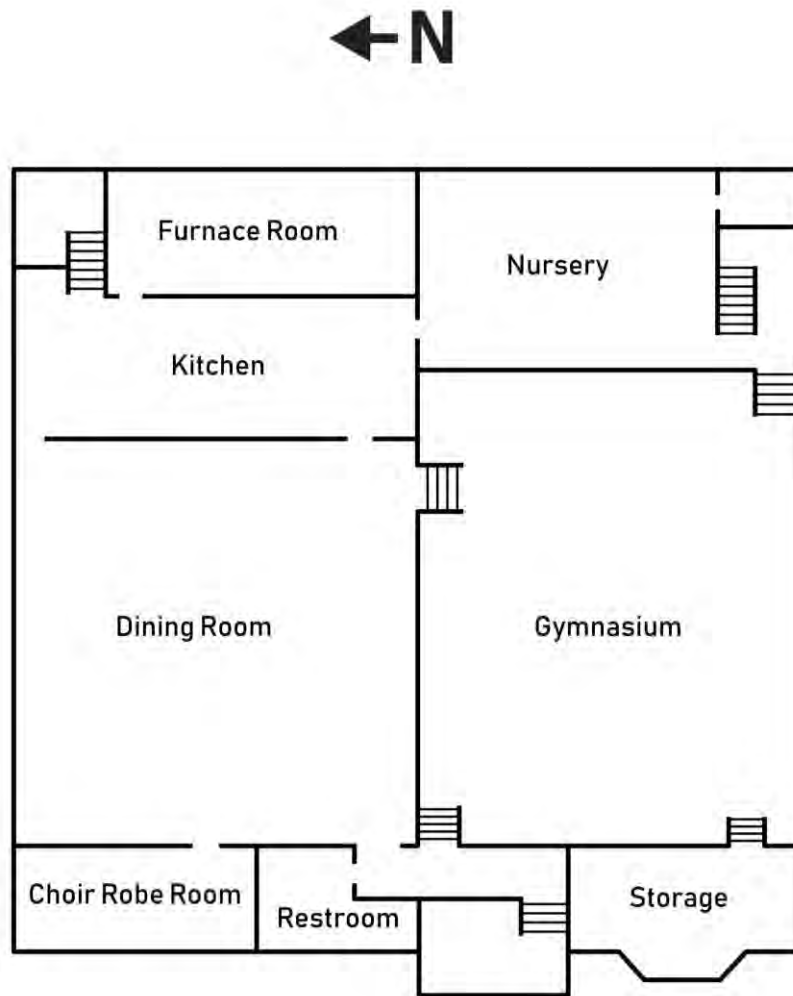 N
Furnace Room
Nursery
Kitchen
Dining Room
Gymnasium
Choir Robe Room
Restroom
Storage